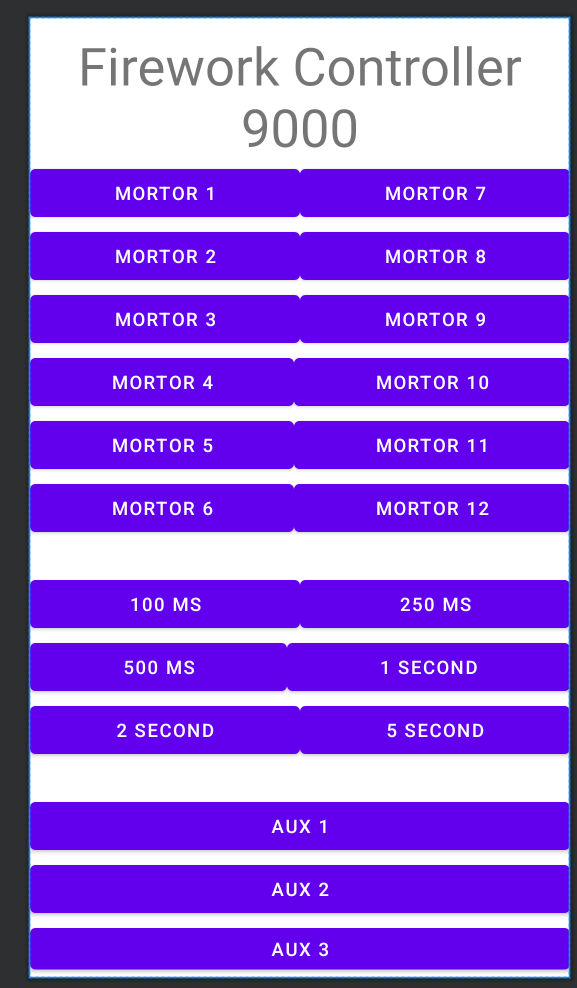 Firework Controller
9000
MORTOR 1
MORTOR 7
MORTOR 2
MORTOR 8
MORTOR 3
MORTOR 9
MORTOR 4
MORTOR 10
MORTOR 5
MORTOR 11
MORTOR 6
MORTOR 12
100 MS
250 MS
500 MS
1 SECOND
2 SECOND
5 SECOND
AUX 1
AUX 2
AUX 3